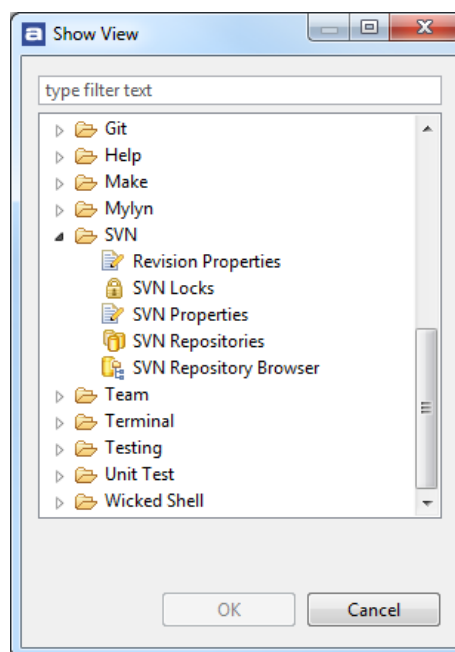 a Show View
type filter text
Git
Help
Make
Mylyn
SVN
Revision Properties
SVN Locks
SVN Properties
SVN Repositories
SVN Repository Browser
Team
Terminal
Testing
Unit Test
Wicked Shell
OK Cancel